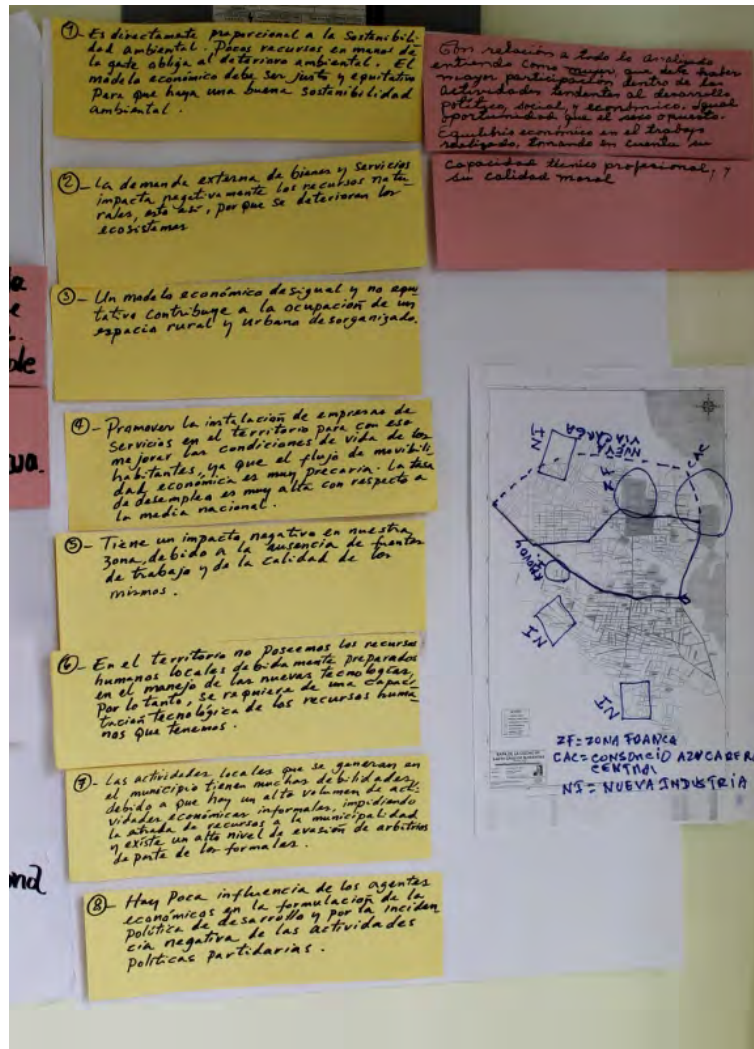 ① - Es directamente proporcional a la Sostenibili-
dad ambiental. Pocos recursos en manos de
la gente obliga al deterioro ambiental. El
modelo económico debe ser justo y equitativo
Para que haya una buena sostenibilidad
ambiental.
② - La demanda externa de bienes y servicios
impacta negativamente los recursos natu-
rales, esto así, por que se deterioran los
ecosistemas
③ - Un modelo económico desigual y no equi-
tativo contribuye a la ocupación de un
espacio rural y urbano desorganizado.
④ - Promover la instalación de empresas de
Servicios en el territorio para con eso
mejorar las condiciones de vida de los
habitantes, ya que el flujo de movibili-
dad económica es muy precaria. La tasa
de desempleo es muy alta con respecto a
la media nacional.
⑤ - Tiene un impacto negativo en nuestra
zona, debido a la ausencia de fuentes
de trabajo y de la calidad de los
mismos.
⑥ - En el territorio no Poseemos los recursos
humanos locales debidamente preparados
en el manejo de las nuevas tecnologías,
Por lo tanto, se requiere de una capaci-
tación tecnológica de los recursos huma-
nos que tenemos.
⑦ - Las actividades locales que se generan en
el municipio tienen muchas debilidades,
debido a que hay un alto volumen de acti-
vidades económicas informales, impidiendo
la entrada de recursos a la municipalidad
y existe un alto nivel de evasión de arbitrios
de parte de los formales.
⑧ - Hay Poca influencia de los agentes
económicos en la formulación de la
Política de desarrollo y por la inciden
cia negativa de las actividades
Políticas Partidarias.
Con relación a todo lo analizado
entiendo como mujer, que debe haber
mayor participación dentro de las
actividades tendentes al desarrollo
político, social, y económico. Igual
oportunidad que el sexo opuesto.
Equilibrio económico en el trabajo
realizado, tomando en cuenta su
Capacidad técnico profesional, y
su calidad moral
NI
NUEVA
VIA CARGA
ZF
CAC
NI
NI
ZF = ZONA FRANCA
CAC = CONSORCIO AZUCARERA
CENTRAL
NI = NUEVA INDUSTRIA